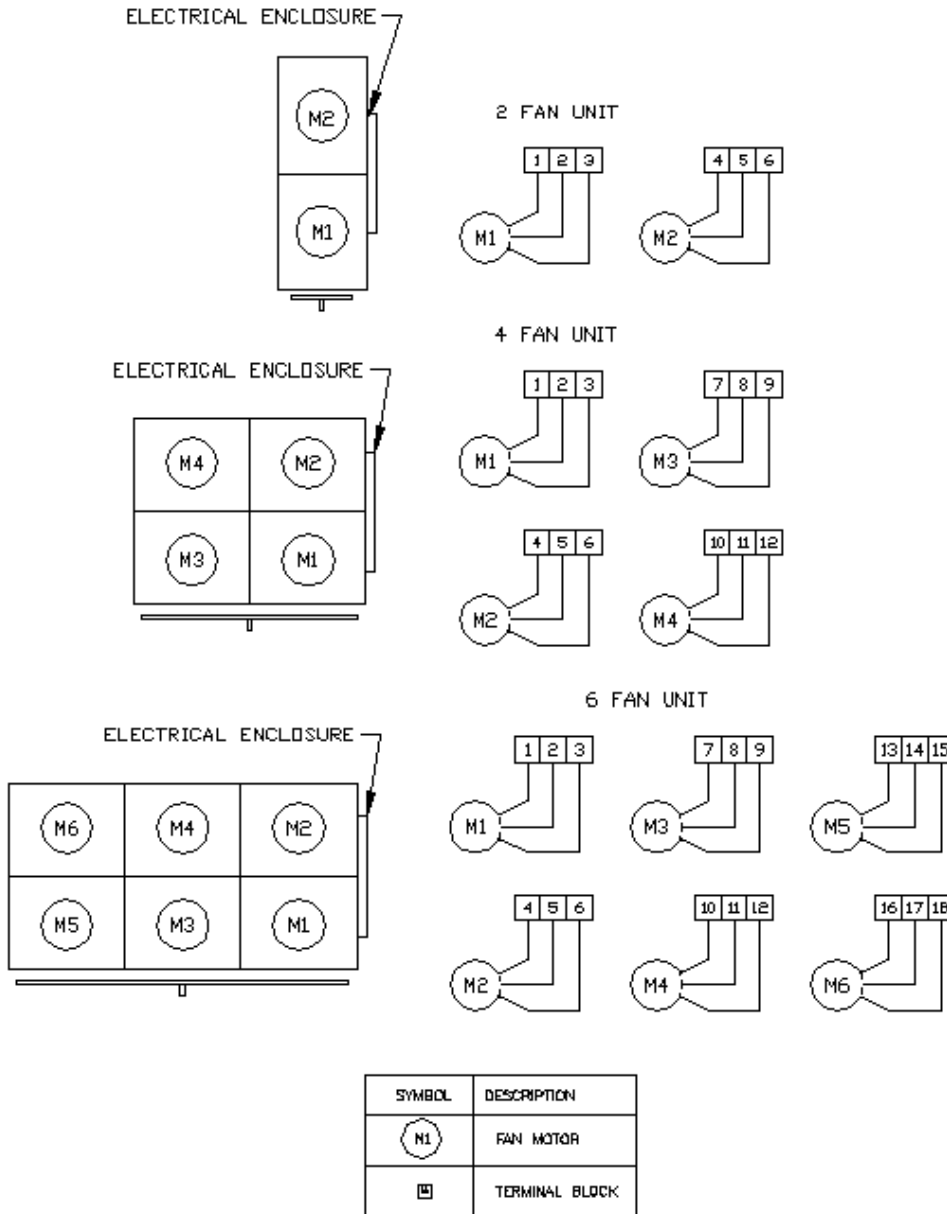 ELECTRICAL ENCLOSURE
M2
M1
2 FAN UNIT
1 2 3
M1
4 5 6
M2
ELECTRICAL ENCLOSURE
M4 M2
M3 M1
4 FAN UNIT
1 2 3
M1
7 8 9
M3
4 5 6
M2
10 11 12
M4
ELECTRICAL ENCLOSURE
M6 M4 M2
M5 M3 M1
6 FAN UNIT
1 2 3
M1
7 8 9
M3
13 14 15
M5
4 5 6
M2
10 11 12
M4
16 17 18
M6
SYMBOL DESCRIPTION
M1 FAN MOTOR
TERMINAL BLOCK